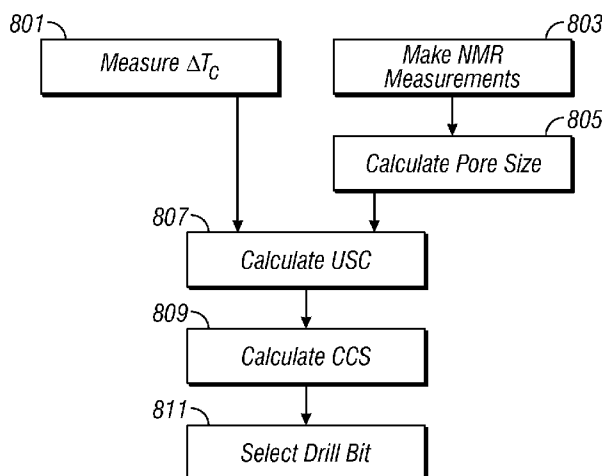 801
Measure ΔTC
803
Make NMR
Measurements
805
Calculate Pore Size
807
Calculate USC
809
Calculate CCS
811
Select Drill Bit